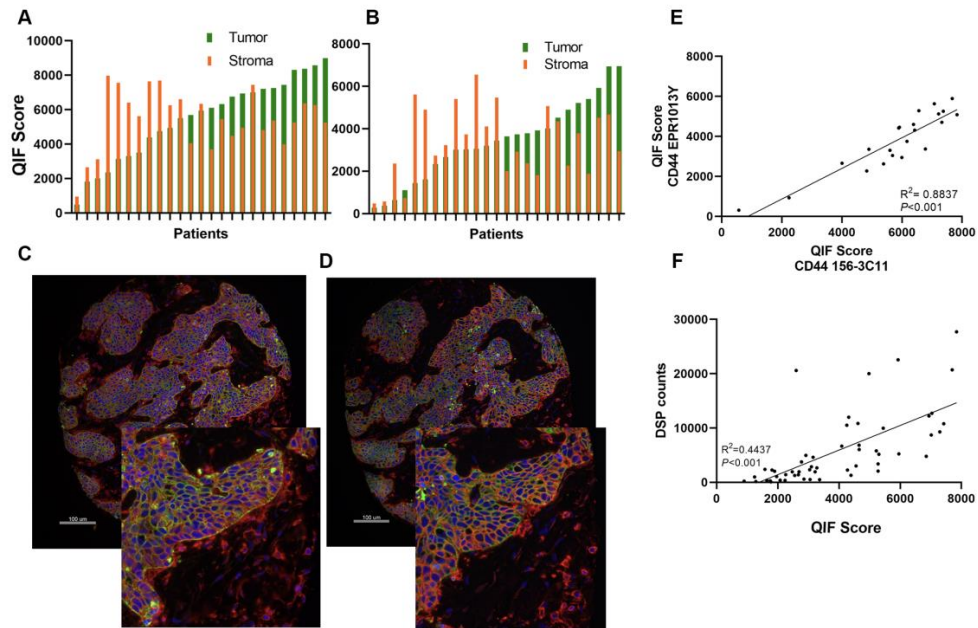 A
QIF Score
10000
8000
6000
4000
2000
0
Tumor
Stroma
B
8000
6000
4000
2000
0
Tumor
Stroma
Patients
C
100 um
D
100 um
E
QIF Score
CD44 EPR1013Y
8000
6000
4000
2000
0
R2= 0.8837
P<0.001
0 2000 4000 6000 8000
QIF Score
CD44 156-3C11
F
DSP counts
30000
20000
10000
0
R2=0.4437
P<0.001
0 2000 4000 6000 8000
QIF Score